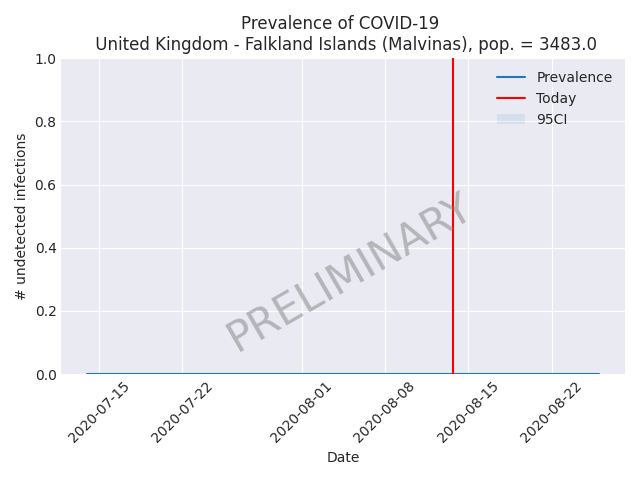 Prevalence of COVID-19
United Kingdom - Falkland Islands (Malvinas), pop. = 3483.0
1.0
0.8
0.6
0.4
0.2
0.0
# undetected infections
Prevalence
Today
95CI
PRELIMINARY
2020-07-15
2020-07-22
2020-08-01
2020-08-08
2020-08-15
2020-08-22
Date